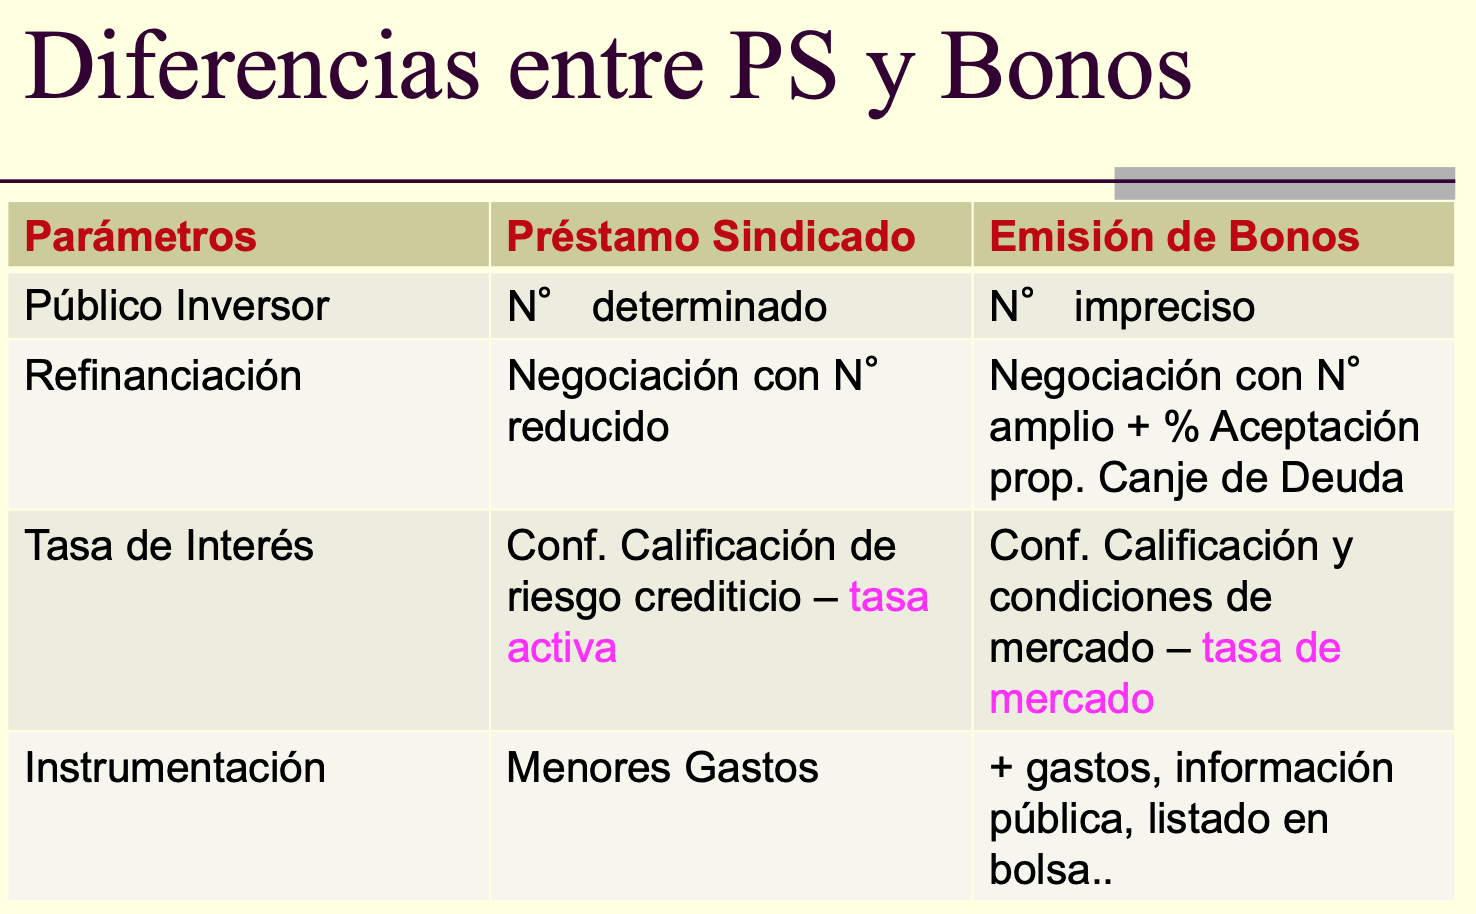 Diferencias entre PS y Bonos
Parámetros
Préstamo Sindicado
Emisión de Bonos
Público Inversor
N° determinado
N° impreciso
Refinanciación
Negociación con N°
reducido
Negociación con N°
amplio + % Aceptación
prop. Canje de Deuda
Tasa de Interés
Conf. Calificación de
riesgo crediticio – tasa
activa
Conf. Calificación y
condiciones de
mercado – tasa de
mercado
Instrumentación
Menores Gastos
+ gastos, información
pública, listado en
bolsa..